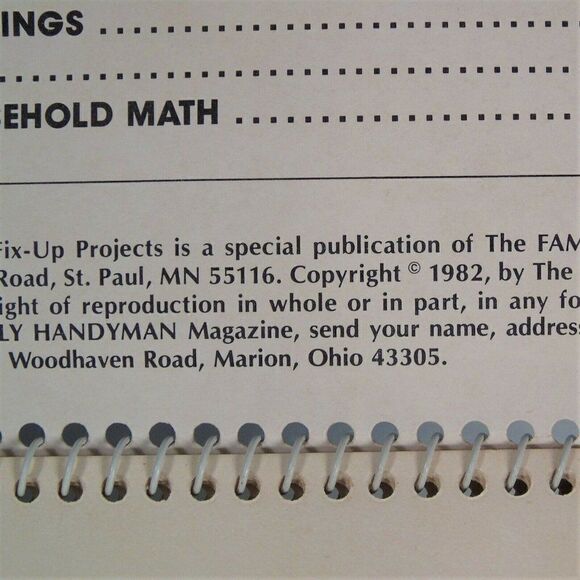 INGS ..............................
..............................
EHOLD MATH ....................
Fix-Up Projects is a special publication of The FAM
Road, St. Paul, MN 55116. Copyright © 1982, by The
ight of reproduction in whole or in part, in any fo
LY HANDYMAN Magazine, send your name, address
Woodhaven Road, Marion, Ohio 43305.